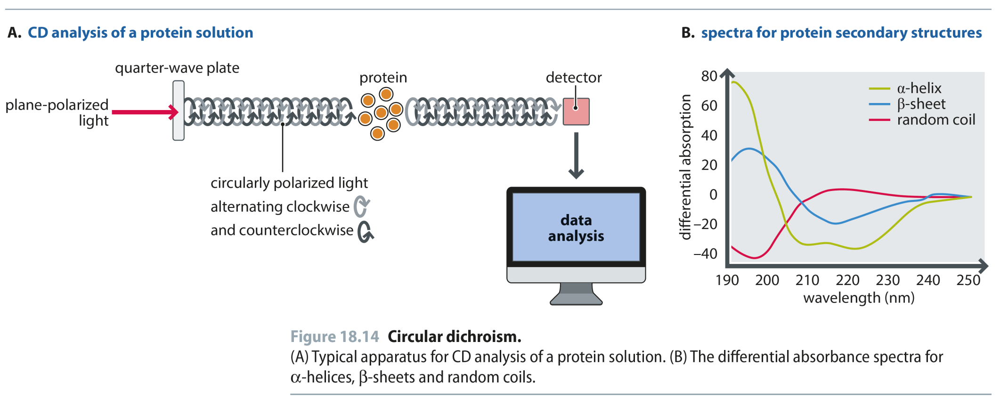 A. CD analysis of a protein solution
quarter-wave plate
plane-polarized
light
protein
detector
circularly polarized light
alternating clockwise
and counterclockwise
data
analysis
B. spectra for protein secondary structures
differential absorption
80
60
40
20
0
−20
−40
α-helix
β-sheet
random coil
190 200 210 220 230 240 250
wavelength (nm)
Figure 18.14 Circular dichroism.
(A) Typical apparatus for CD analysis of a protein solution. (B) The differential absorbance spectra for
α-helices, β-sheets and random coils.